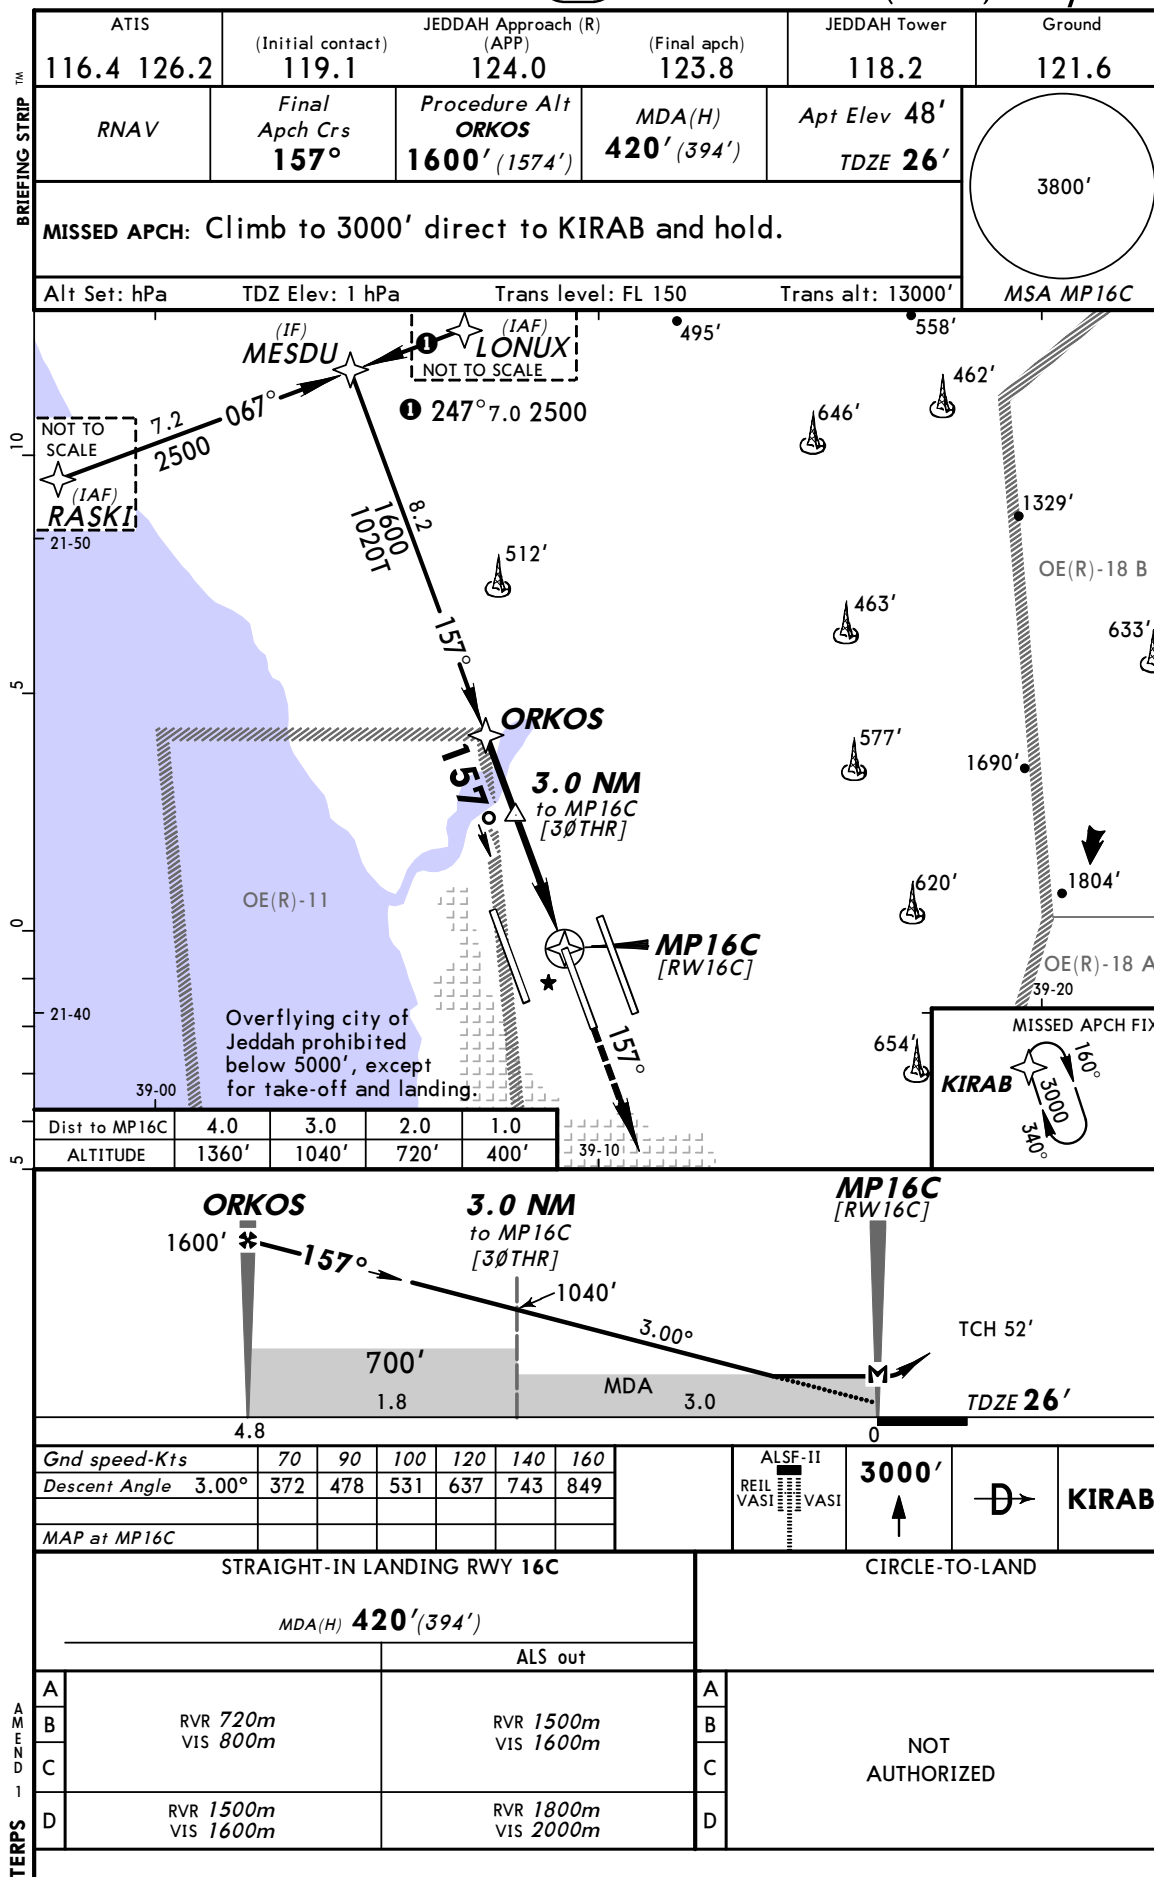 ATIS
116.4 126.2
JEDDAH Approach (R)
(Initial contact)
119.1
(APP)
124.0
(Final apch)
123.8
JEDDAH Tower
118.2
Ground
121.6
BRIEFING STRIP TM
RNAV
Final
Apch Crs
157°
Procedure Alt
ORKOS
1600' (1574')
MDA(H)
420' (394')
Apt Elev 48'
TDZE 26'
3800'
MSA MP16C
MISSED APCH: Climb to 3000' direct to KIRAB and hold.
Alt Set: hPa TDZ Elev: 1 hPa Trans level: FL 150 Trans alt: 13000'
(IF)
MESDU
1
(IAF)
LONUX
NOT TO SCALE
1 247° 7.0 2500
495'
558'
462'
646'
7.2
067°
2500
NOT TO
SCALE
(IAF)
RASKI
10
21-50
8.2
1600
1020T
157°
512'
1329'
OE(R)-18 B
463'
633'
5
ORKOS
157°
3.0 NM
to MP16C
[3ØTHR]
577'
1690'
OE(R)-11
620'
1804'
0
MP16C
[RW16C]
OE(R)-18 A
39-20
21-40
Overflying city of
Jeddah prohibited
below 5000', except
for take-off and landing.
157°
654'
MISSED APCH FIX
KIRAB
160°
3000
340°
39-00
39-10
5
Dist to MP16C 4.0 3.0 2.0 1.0
ALTITUDE 1360' 1040' 720' 400'
ORKOS
3.0 NM
to MP16C
[3ØTHR]
MP16C
[RW16C]
1600'
157°
1040'
3.00°
TCH 52'
700'
MDA
1.8
3.0
TDZE 26'
4.8
0
Gnd speed-Kts 70 90 100 120 140 160
Descent Angle 3.00° 372 478 531 637 743 849
MAP at MP16C
ALSF-II
REIL
VASI
VASI
3000'
D
KIRAB
STRAIGHT-IN LANDING RWY 16C
MDA(H) 420'(394')
ALS out
CIRCLE-TO-LAND
A
B
C
RVR 720m
VIS 800m
RVR 1500m
VIS 1600m
D
RVR 1500m
VIS 1600m
RVR 1800m
VIS 2000m
A
B
C
D
NOT
AUTHORIZED
AMEND 1
TERPS